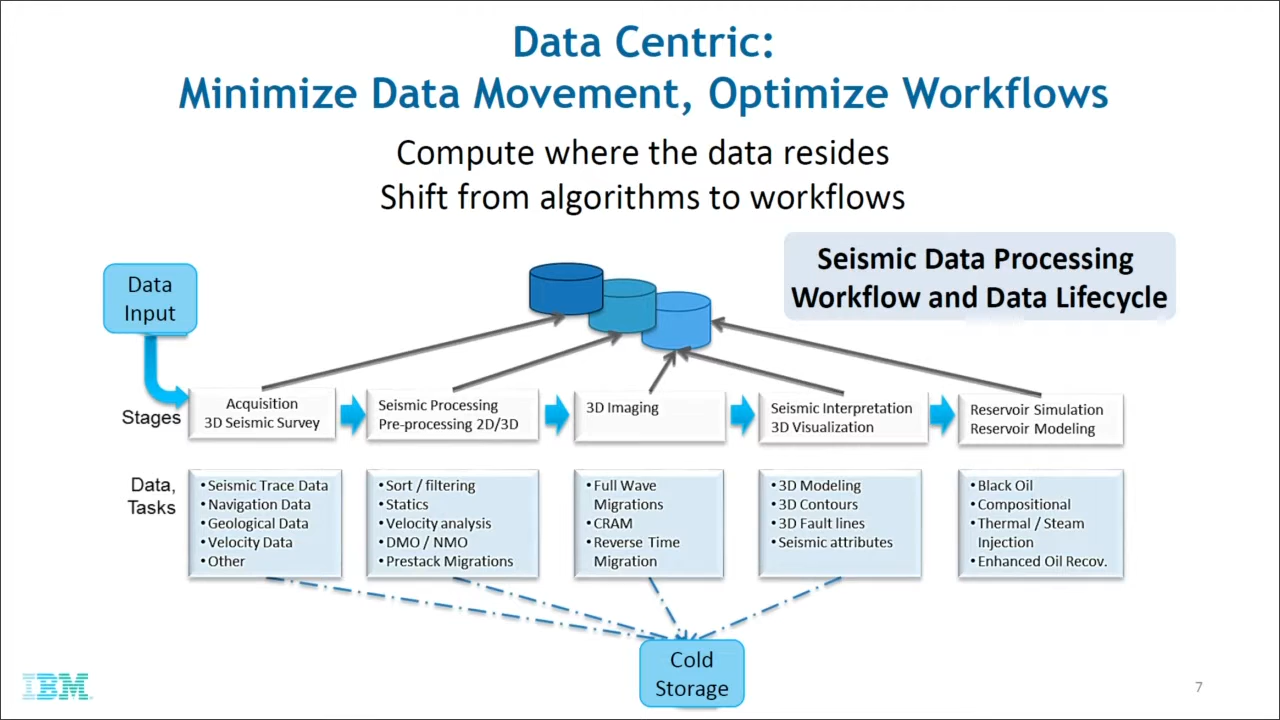 Data Centric:
Minimize Data Movement, Optimize Workflows
Compute where the data resides
Shift from algorithms to workflows
Seismic Data Processing
Workflow and Data Lifecycle
Data
Input
Stages
Acquisition
3D Seismic Survey
Seismic Processing
Pre-processing 2D/3D
3D Imaging
Seismic Interpretation
3D Visualization
Reservoir Simulation
Reservoir Modeling
Data,
Tasks
•Seismic Trace Data
•Navigation Data
•Geological Data
•Velocity Data
•Other
•Sort / filtering
•Statics
•Velocity analysis
•DMO / NMO
•Prestack Migrations
•Full Wave
Migrations
•CRAM
•Reverse Time
Migration
•3D Modeling
•3D Contours
•3D Fault lines
•Seismic attributes
•Black Oil
•Compositional
•Thermal / Steam
Injection
•Enhanced Oil Recov.
Cold
Storage
IBM
7